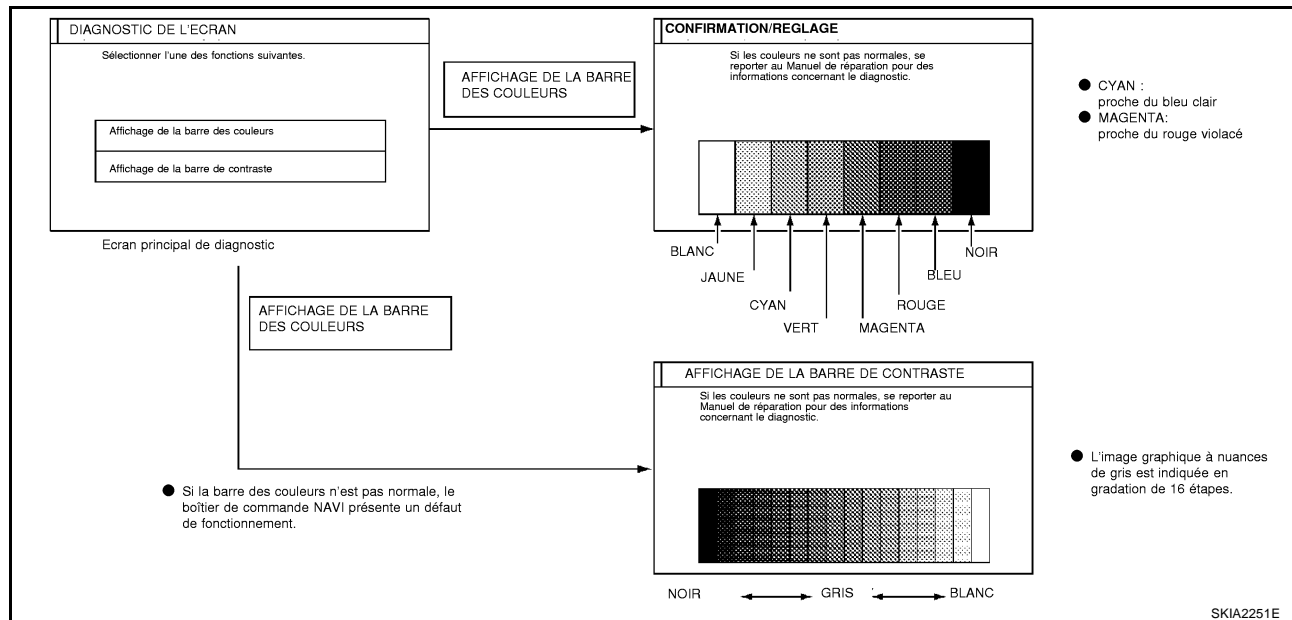 DIAGNOSTIC DE L'ECRAN
Sélectionner l'une des fonctions suivantes.
Affichage de la barre des couleurs
Affichage de la barre de contraste
Ecran principal de diagnostic
AFFICHAGE DE LA BARRE
DES COULEURS
CONFIRMATION/REGLAGE
Si les couleurs ne sont pas normales, se
reporter au Manuel de réparation pour des
informations concernant le diagnostic.
BLANC
JAUNE
CYAN
VERT
MAGENTA
ROUGE
BLEU
NOIR
● CYAN :
proche du bleu clair
● MAGENTA:
proche du rouge violacé
AFFICHAGE DE LA BARRE
DES COULEURS
● Si la barre des couleurs n'est pas normale, le
boîtier de commande NAVI présente un défaut
de fonctionnement.
AFFICHAGE DE LA BARRE DE CONTRASTE
Si les couleurs ne sont pas normales, se reporter au
Manuel de réparation pour des informations
concernant le diagnostic.
NOIR GRIS BLANC
● L'image graphique à nuances
de gris est indiquée en
gradation de 16 étapes.
SKIA2251E